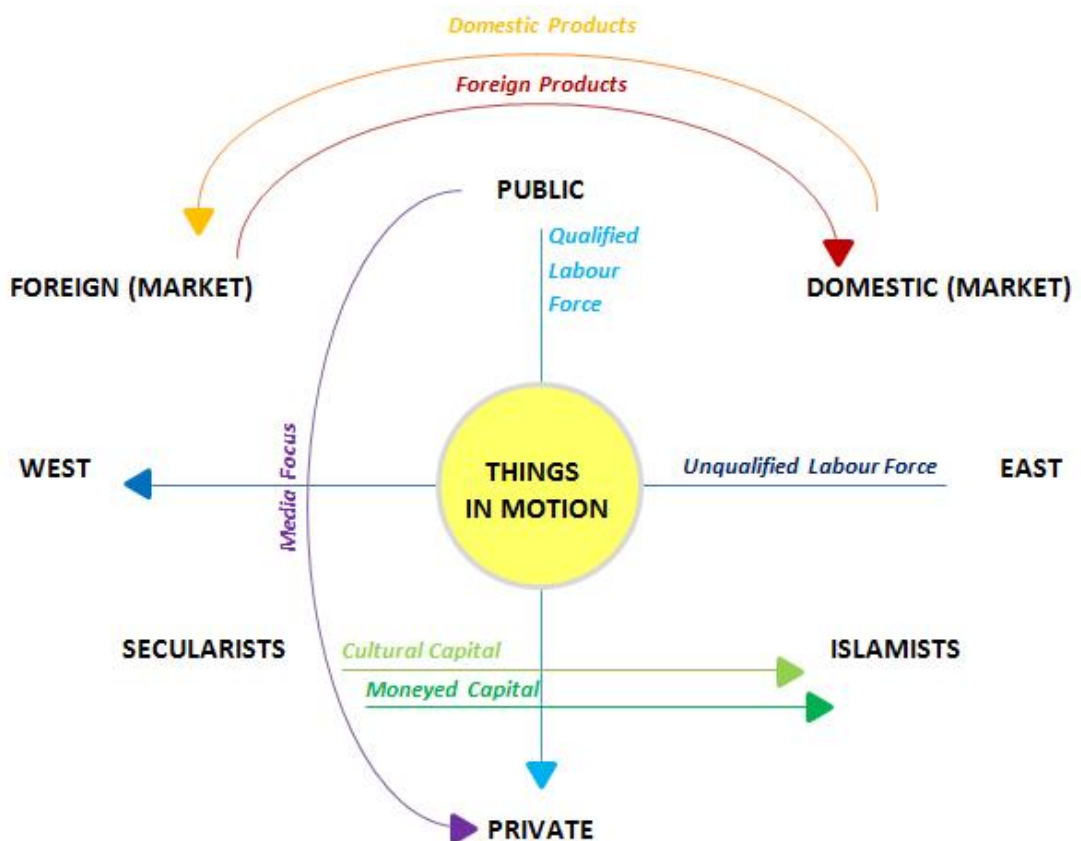 Domestic Products
Foreign Products
PUBLIC
Qualified
Labour
Force
FOREIGN (MARKET)
DOMESTIC (MARKET)
WEST
Media Focus
THINGS
IN MOTION
Unqualified Labour Force
EAST
SECULARISTS
Cultural Capital
ISLAMISTS
Moneyed Capital
PRIVATE